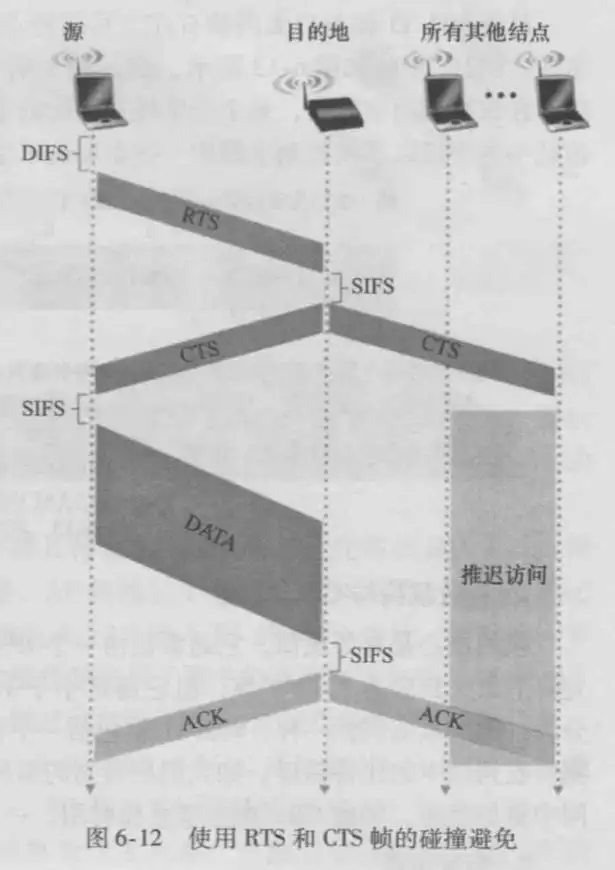 源
目的地
所有其他结点
DIFS
RTS
SIFS
CTS
CTS
SIFS
DATA
推迟访问
SIFS
ACK
ACK
图 6-12 使用 RTS 和 CTS 帧的碰撞避免